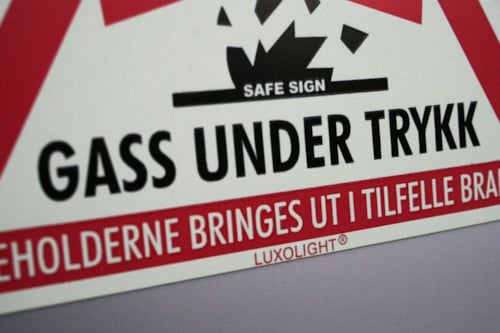 SAFE SIGN
GASS UNDER TRYKK
EHOLDERNE BRINGES UT I TILFELLE BRA
LUXOLIGHT®